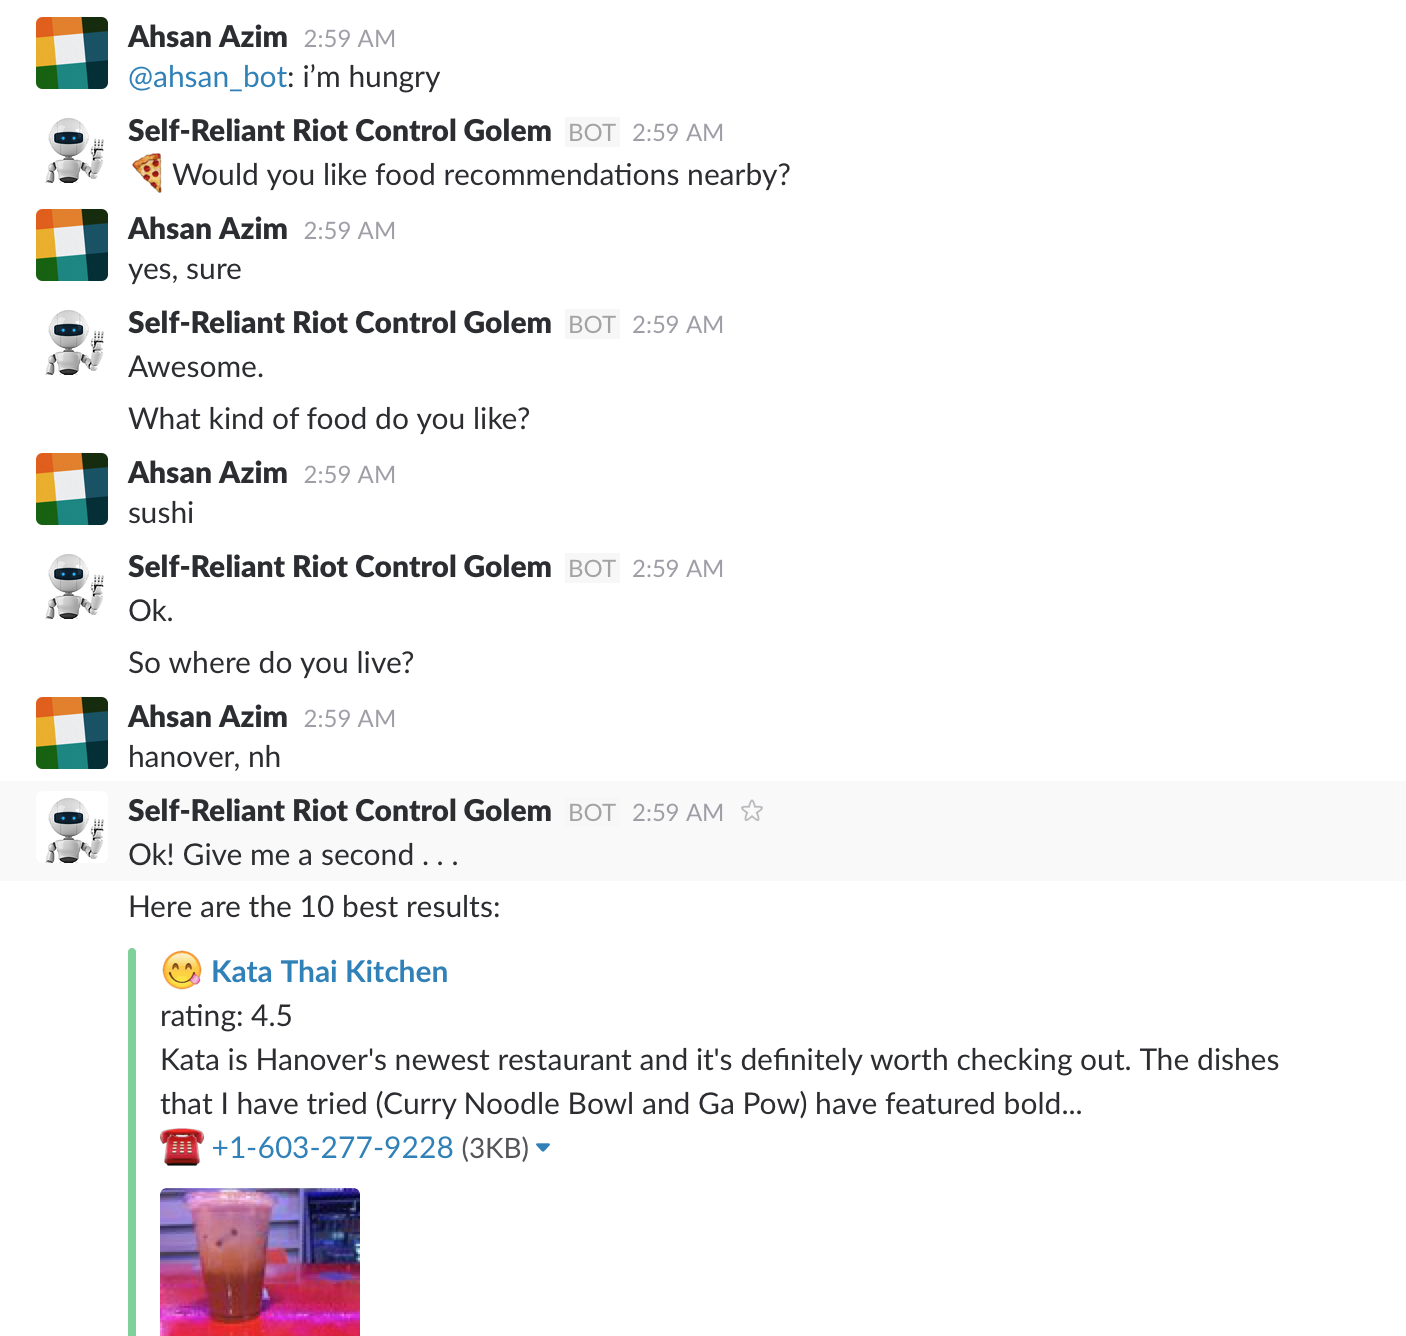 Ahsan Azim 2:59 AM
@ahsan_bot: i’m hungry
Self-Reliant Riot Control Golem BOT 2:59 AM
Would you like food recommendations nearby?
Ahsan Azim 2:59 AM
yes, sure
Self-Reliant Riot Control Golem BOT 2:59 AM
Awesome.
What kind of food do you like?
Ahsan Azim 2:59 AM
sushi
Self-Reliant Riot Control Golem BOT 2:59 AM
Ok.
So where do you live?
Ahsan Azim 2:59 AM
hanover, nh
Self-Reliant Riot Control Golem BOT 2:59 AM
Ok! Give me a second . . .
Here are the 10 best results:
Kata Thai Kitchen
rating: 4.5
Kata is Hanover's newest restaurant and it's definitely worth checking out. The dishes
that I have tried (Curry Noodle Bowl and Ga Pow) have featured bold...
+1-603-277-9228 (3KB)